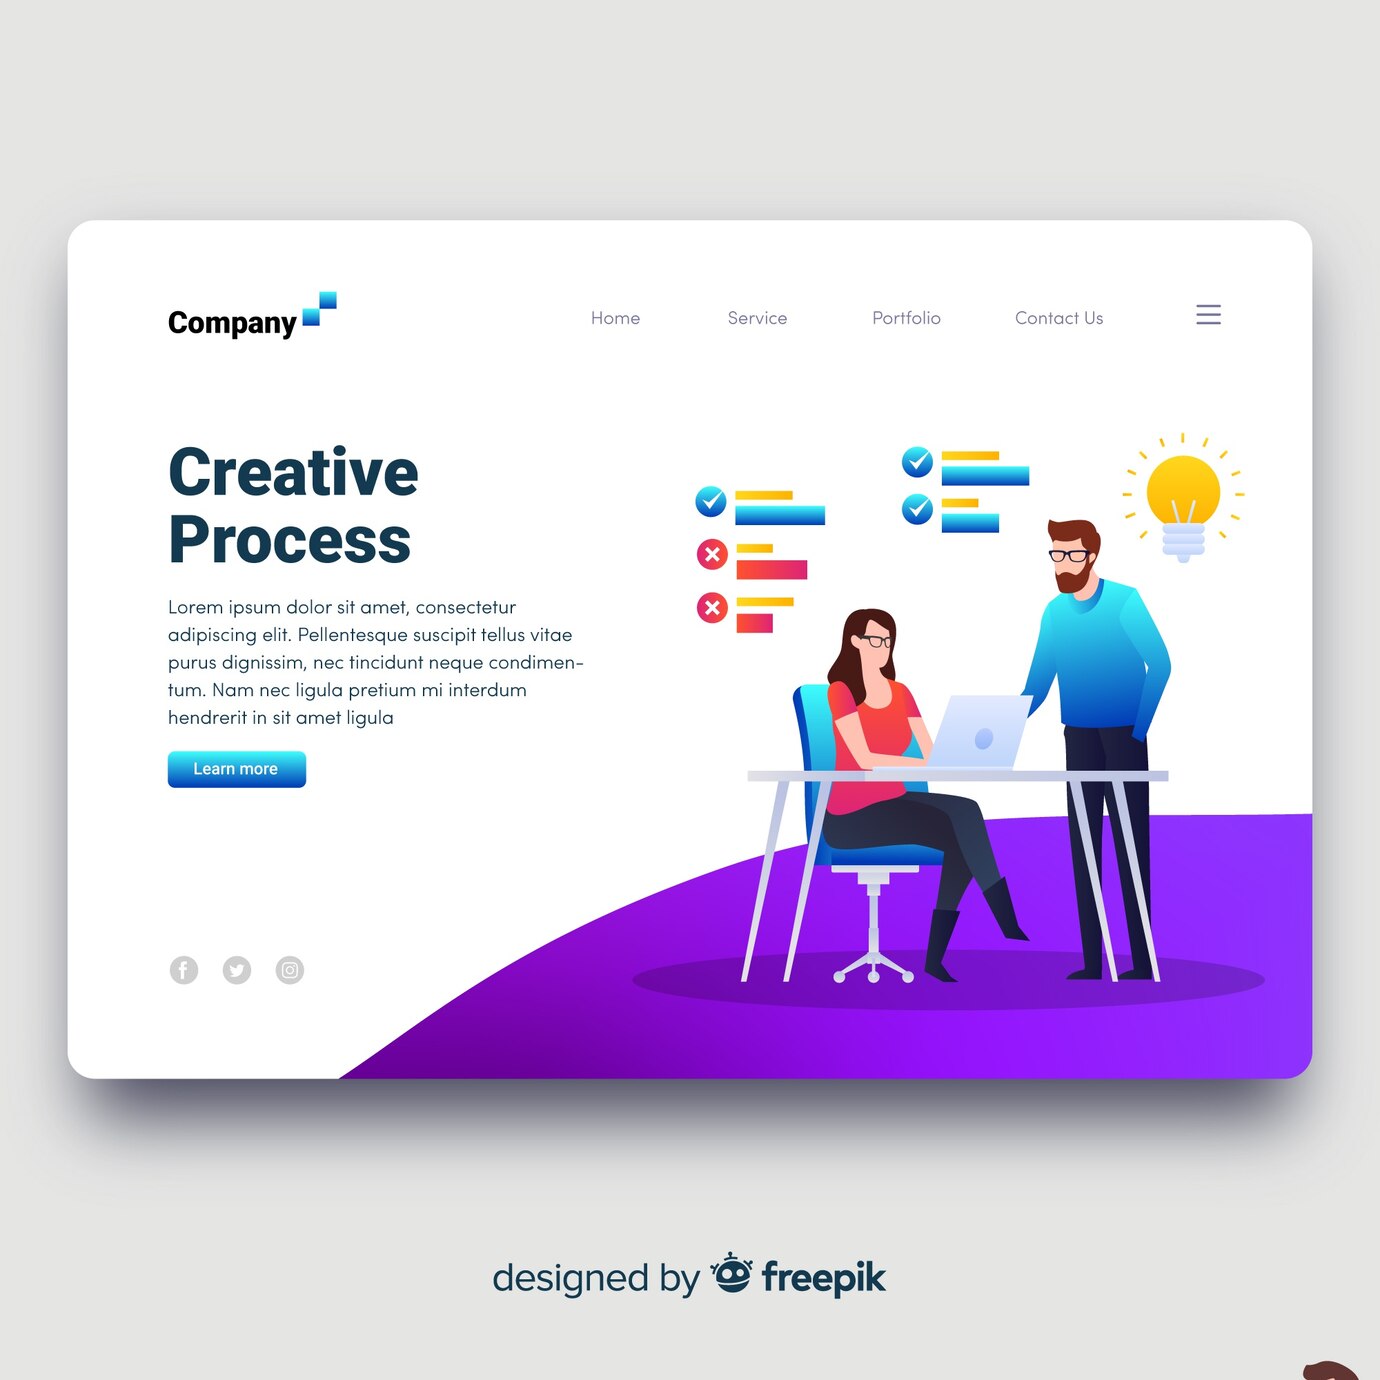 Company
Home
Service
Portfolio
Contact Us
Creative
Process
Lorem ipsum dolor sit amet, consectetur
adipiscing elit. Pellentesque suscipit tellus vitae
purus dignissim, nec tincidunt neque condimen-
tum. Nam nec ligula pretium mi interdum
hendrerit in sit amet ligula
Learn more
designed by freepik